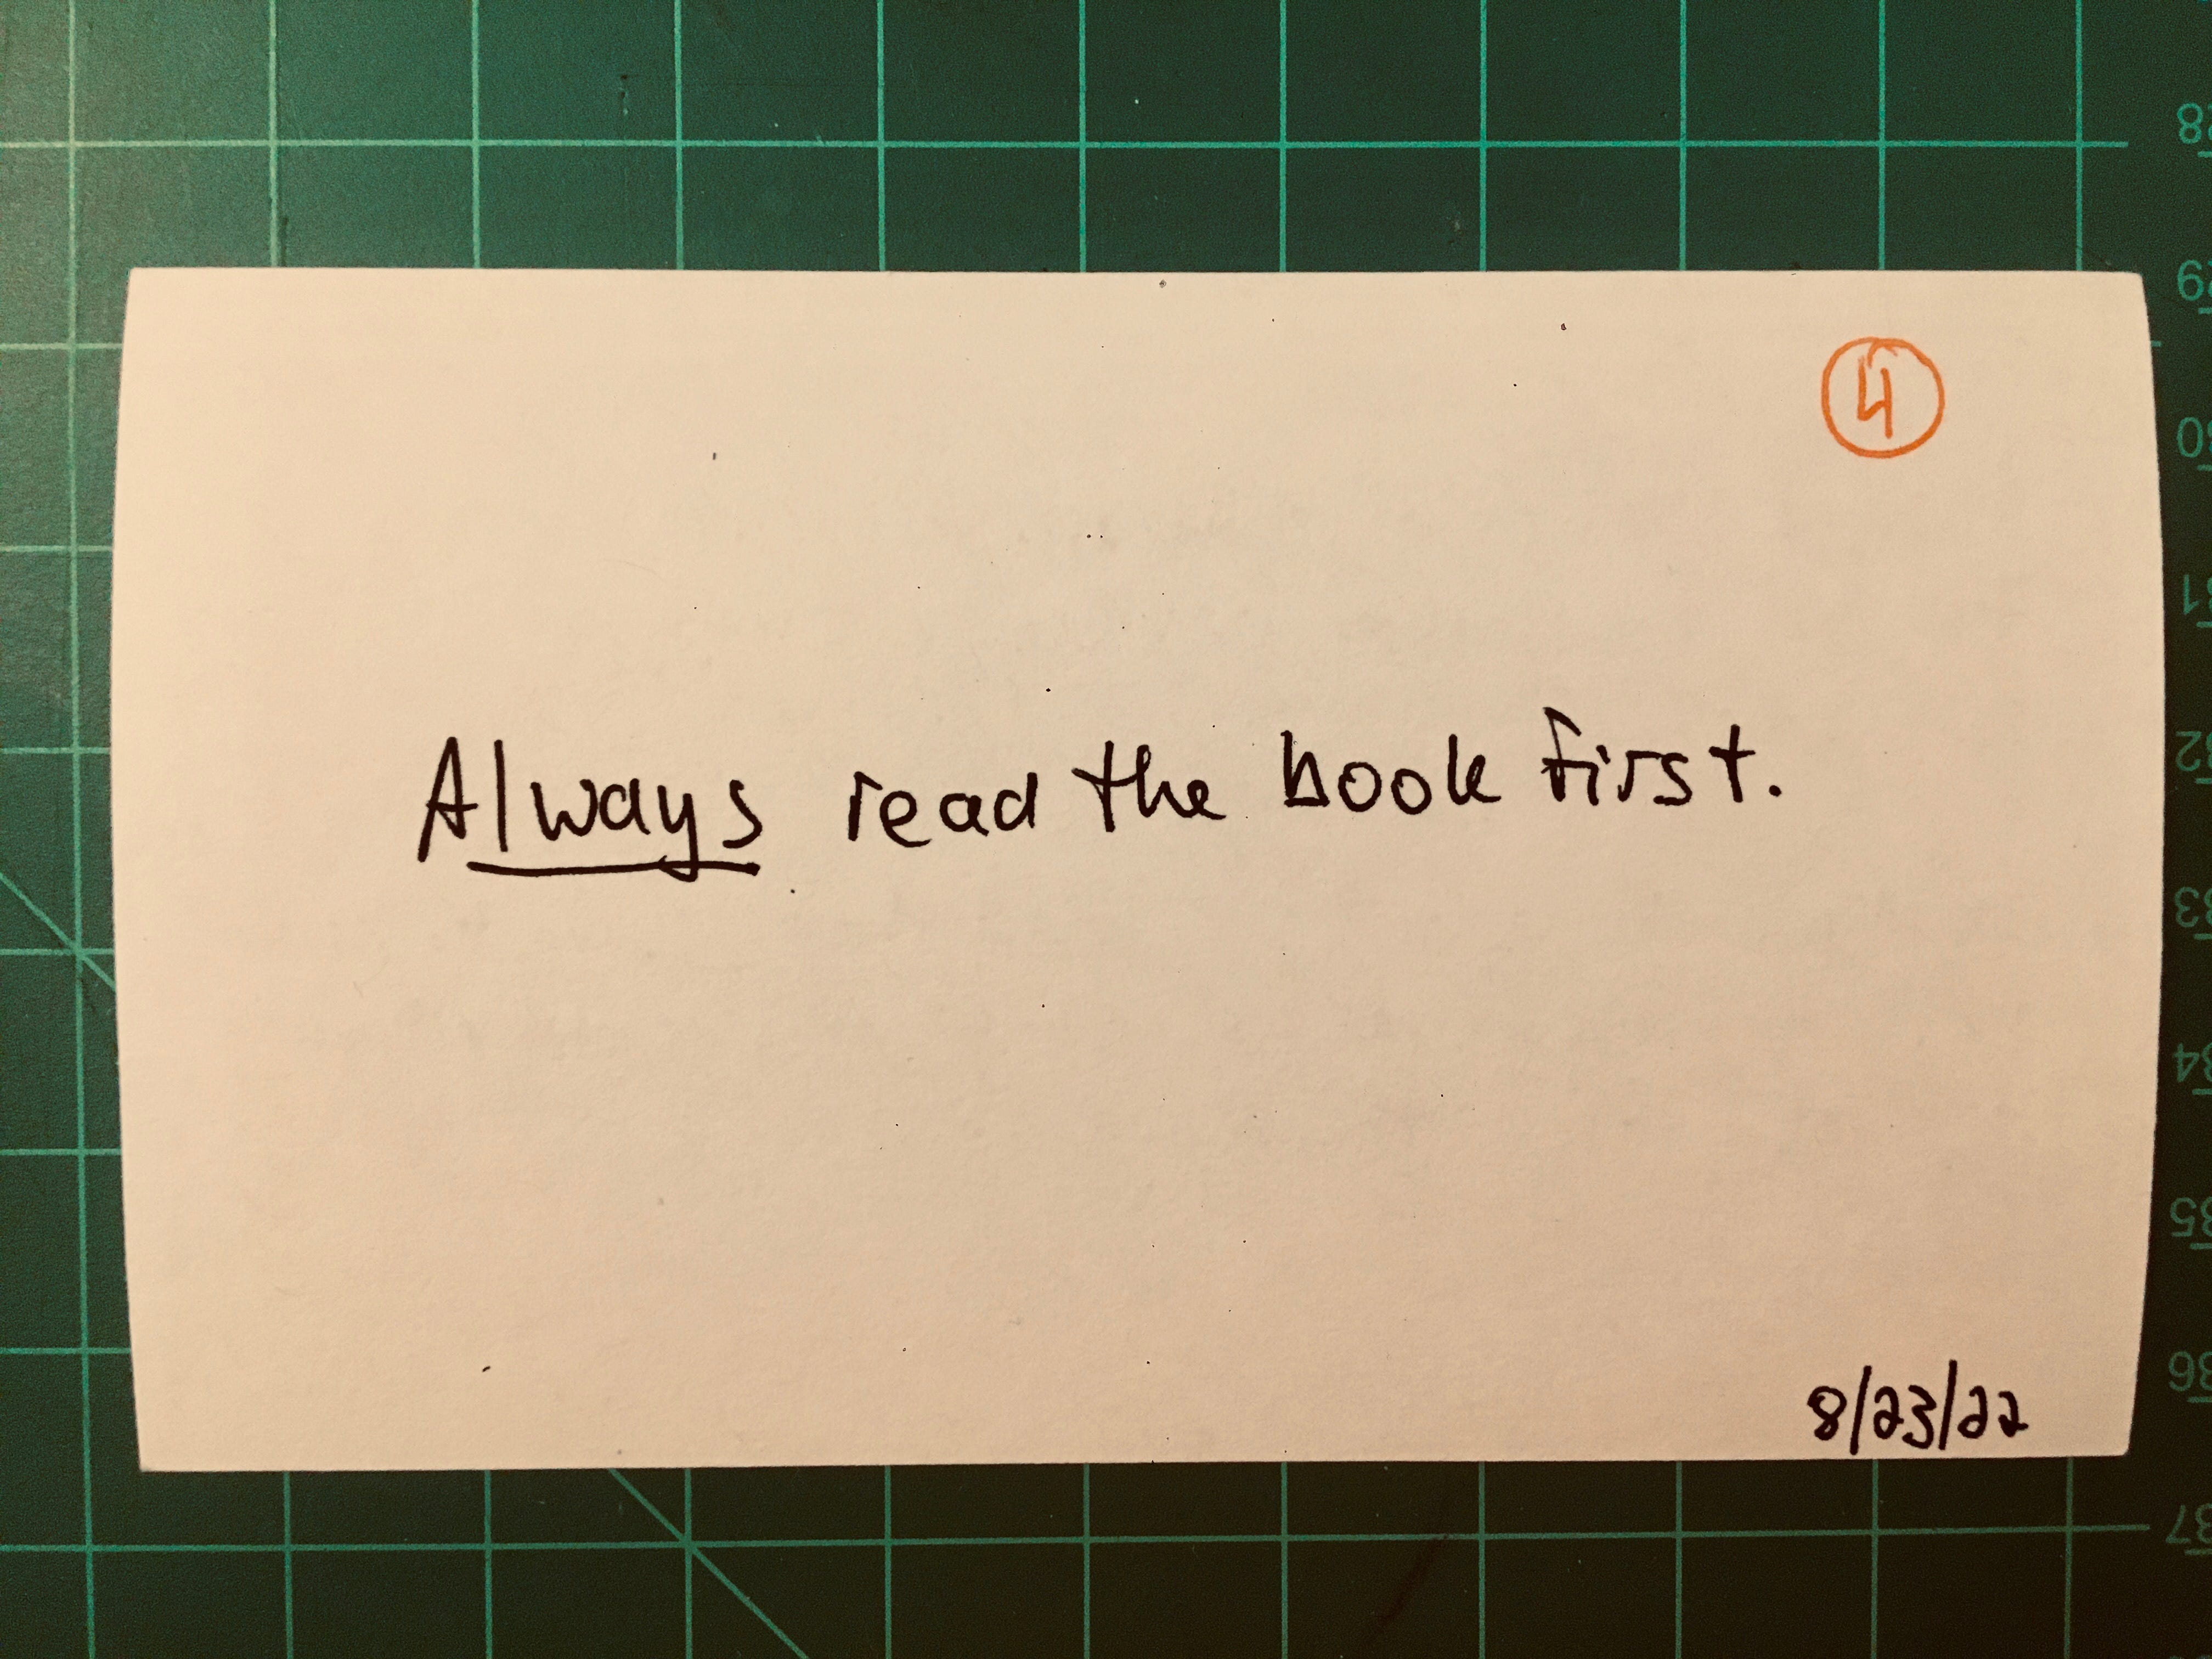 4
Always read the book first.
8/23/22